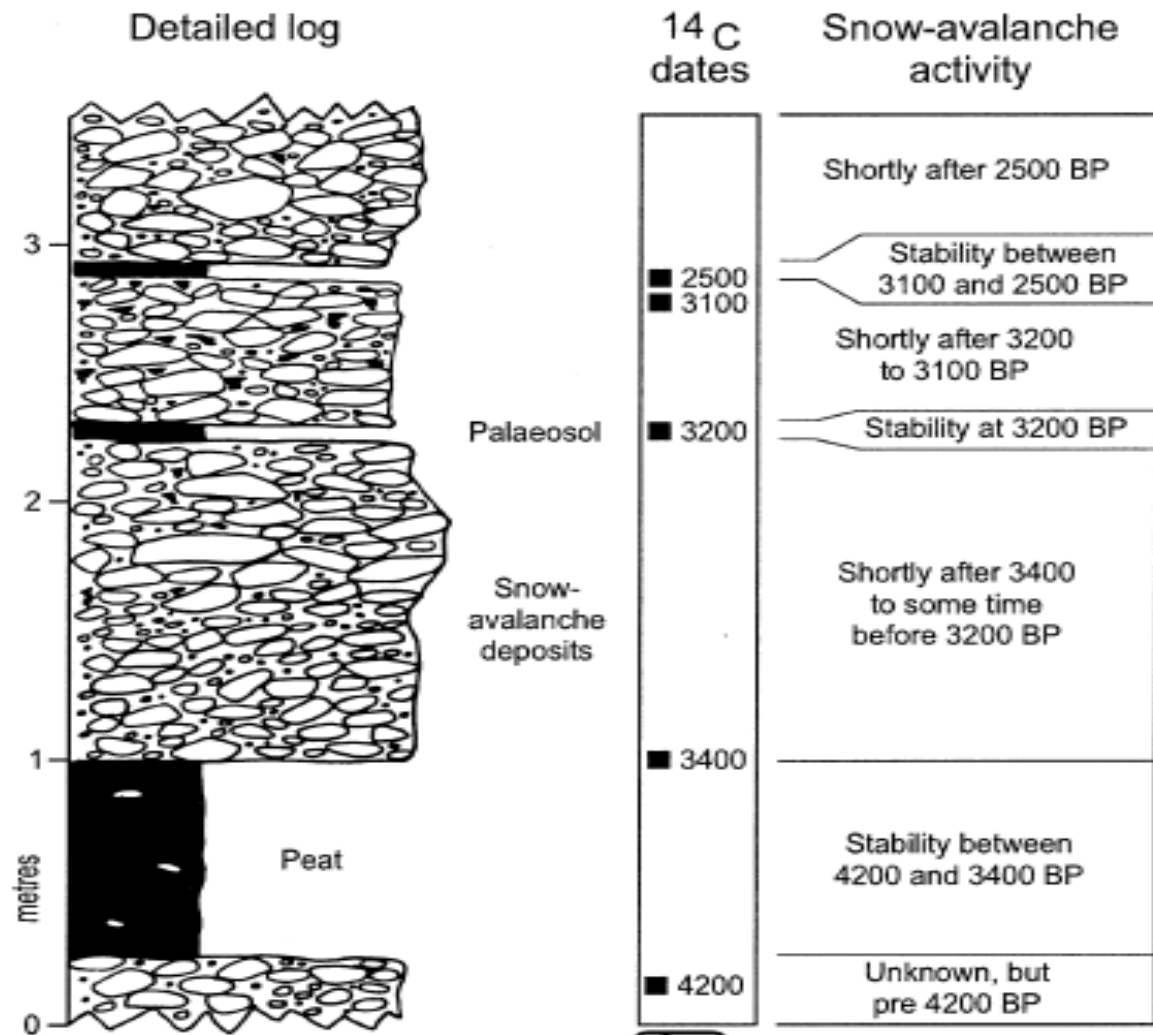 Detailed log
14 C
dates
Snow-avalanche
activity
Shortly after 2500 BP
3
Stability between
3100 and 2500 BP
2500
3100
Shortly after 3200
to 3100 BP
Palaeosol
3200
Stability at 3200 BP
2
Snow-
avalanche
deposits
Shortly after 3400
to some time
before 3200 BP
1
3400
Peat
Stability between
4200 and 3400 BP
metres
4200
Unknown, but
pre 4200 BP
0